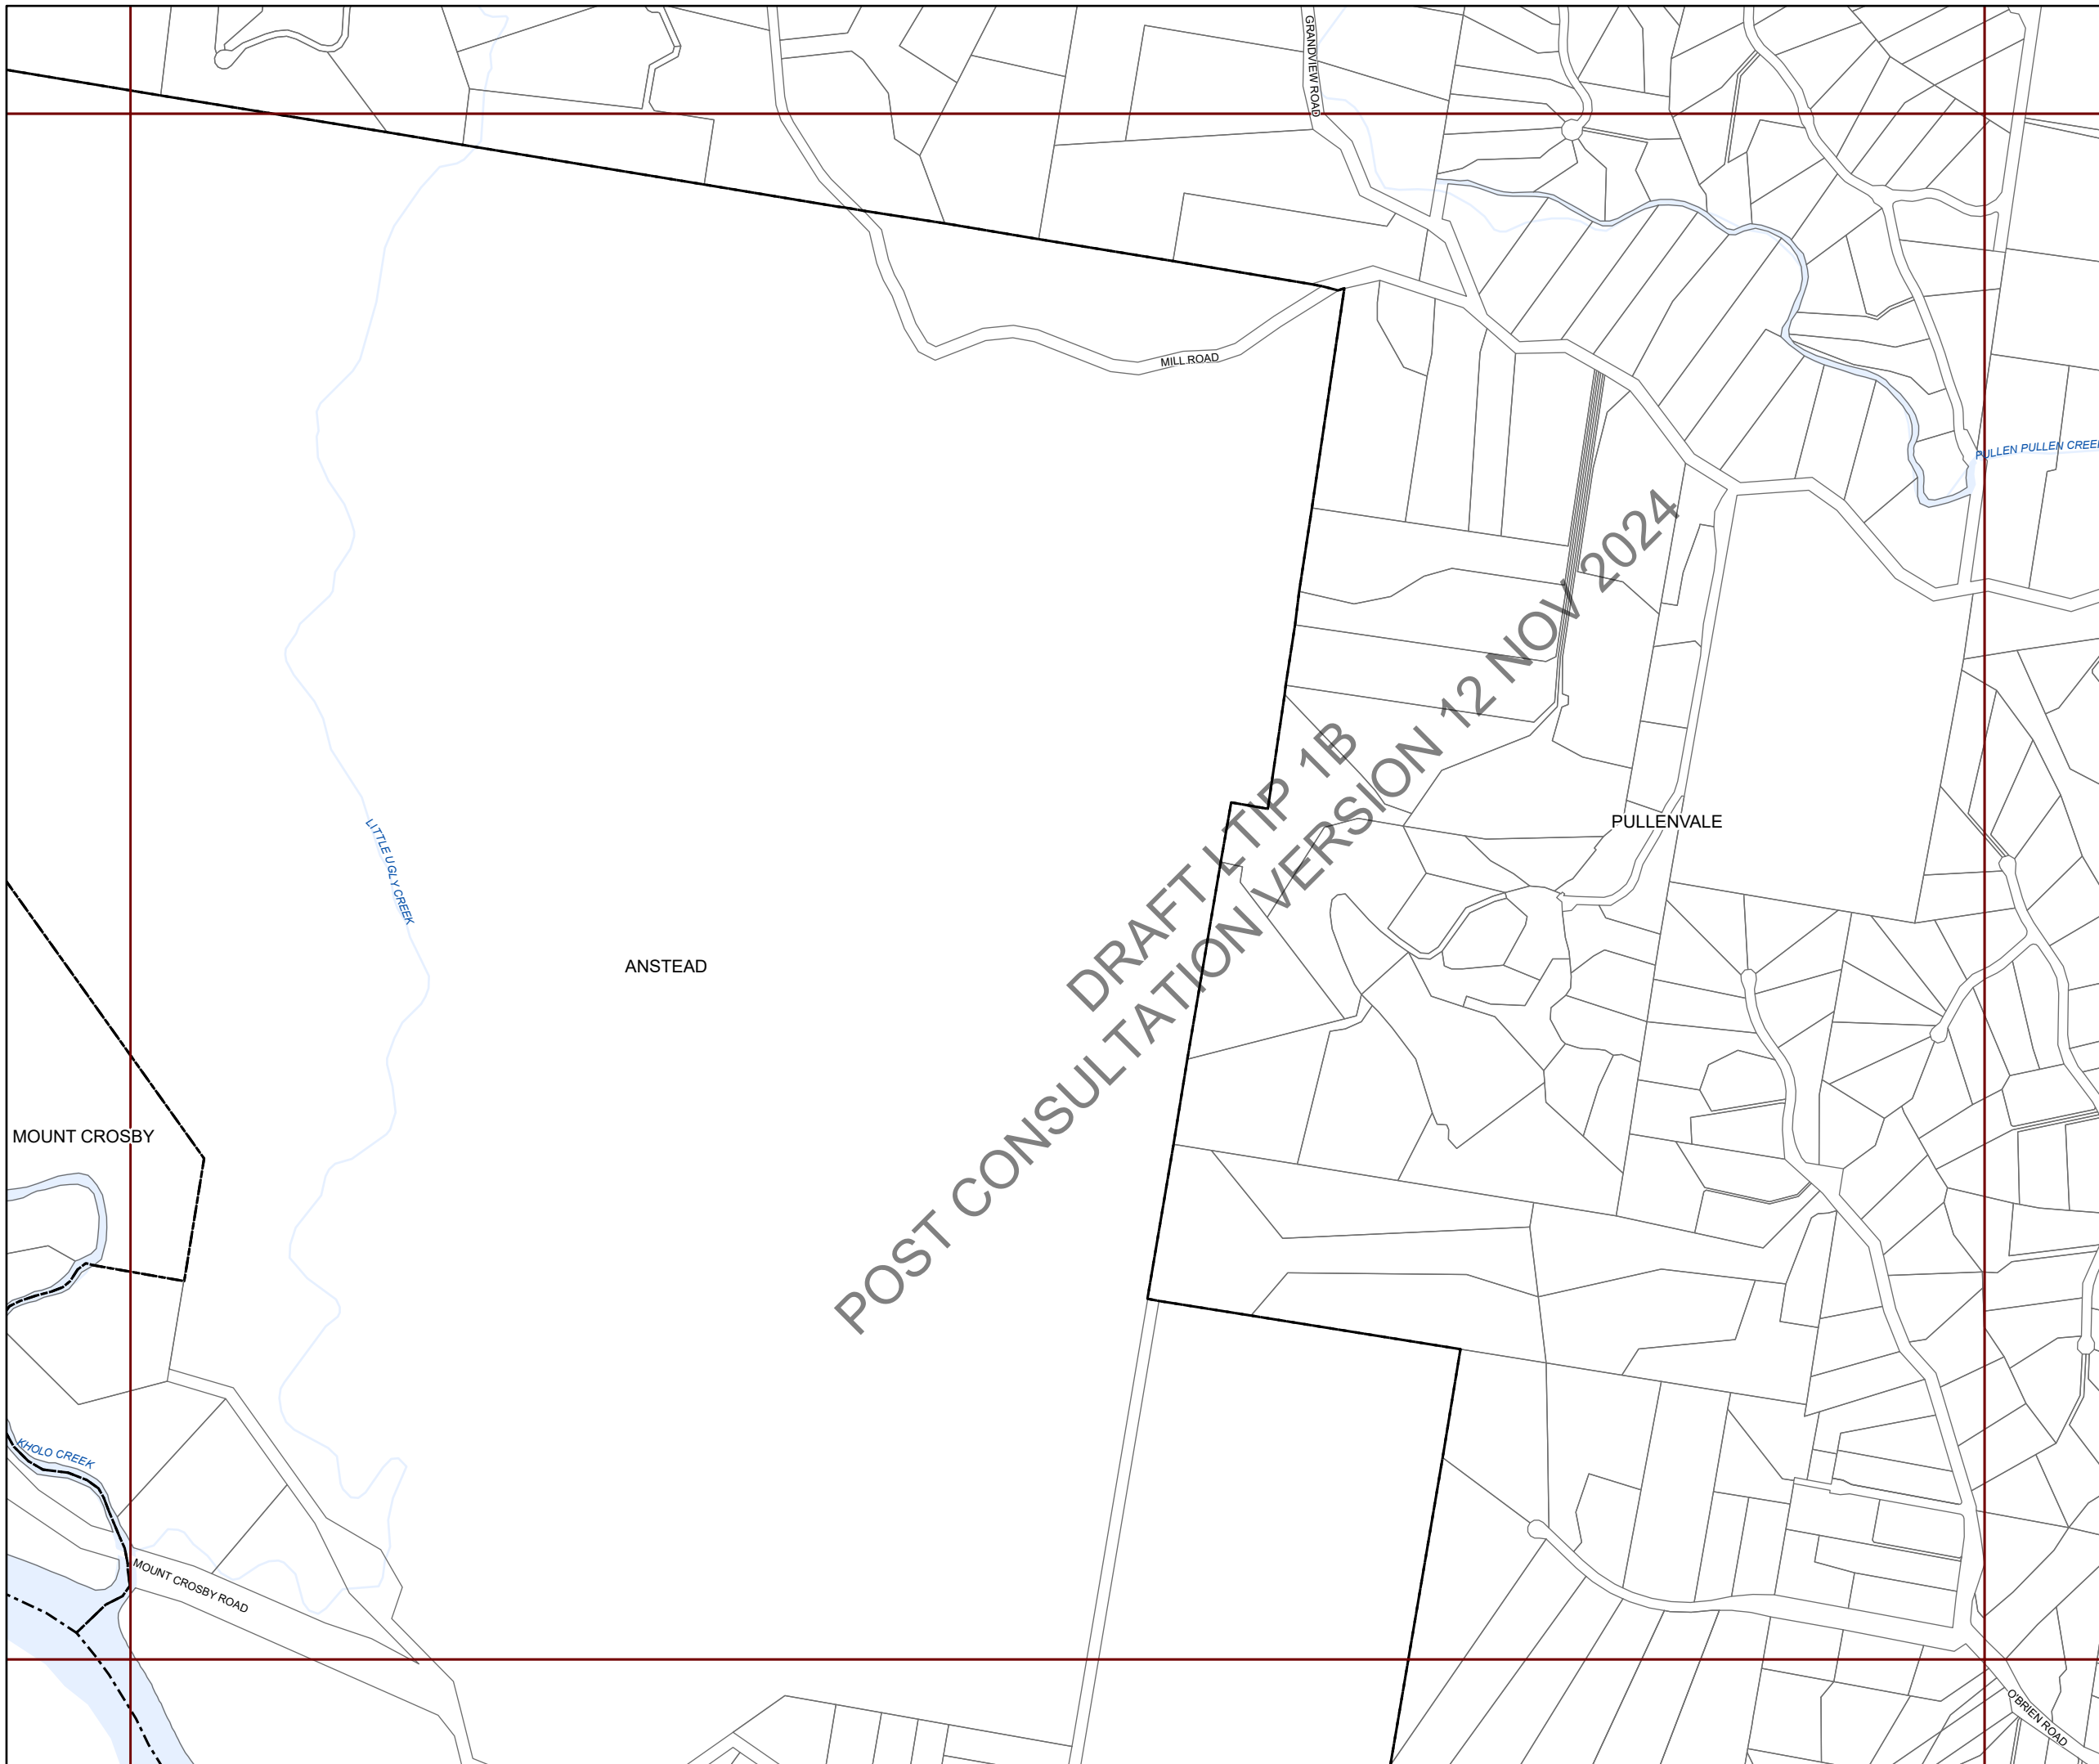 GRANDVIEW ROAD
MILL ROAD
PULLEN PULLEN CREEK
LITTLE UGLY CREEK
PULLENVALE
ANSTEAD
DRAFT LTIP 1B
POST CONSULTATION VERSION 12 NOV 2024
MOUNT CROSBY
KHOLO CREEK
MOUNT CROSBY ROAD
O'BRIEN ROAD